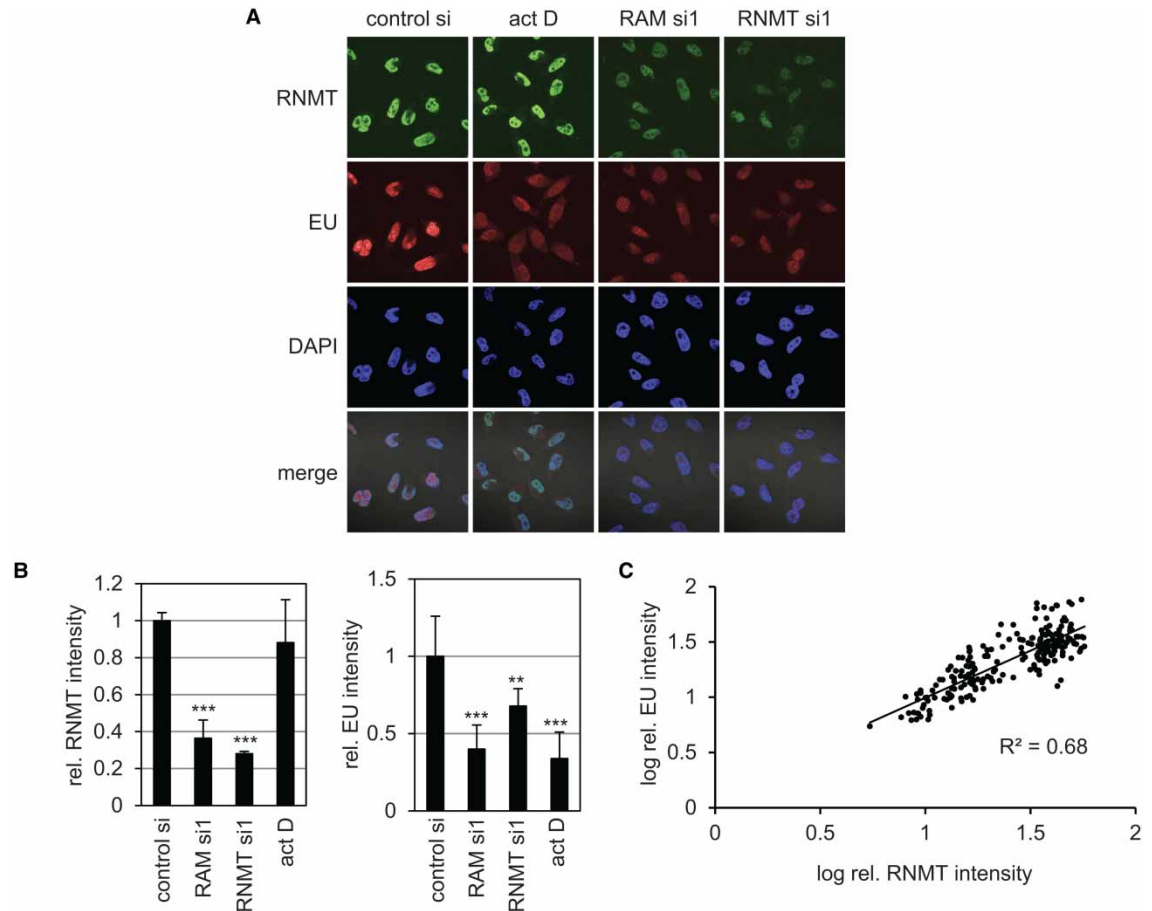 A
control si
act D
RAM si1
RNMT si1
RNMT
EU
DAPI
merge
B
rel. RNMT intensity
1.2
1
0.8
0.6
0.4
0.2
0
***
***
control si
RAM si1
RNMT si1
act D
rel. EU intensity
1.5
1
0.5
0
***
**
***
control si
RAM si1
RNMT si1
act D
C
log rel. EU intensity
2
1.5
1
0.5
0
R² = 0.68
0
0.5
1
1.5
2
log rel. RNMT intensity